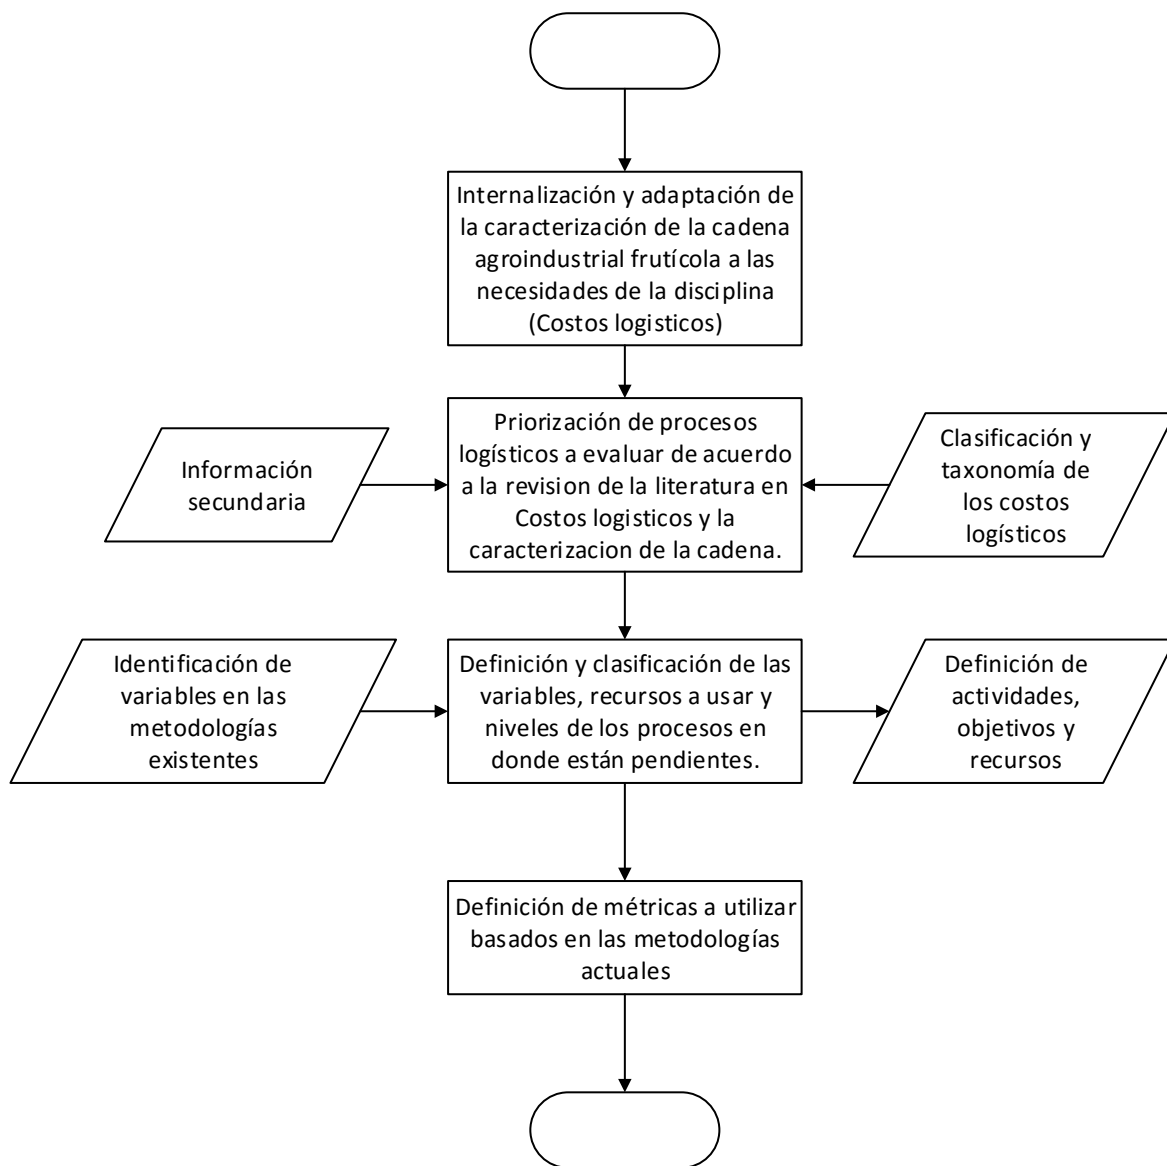 Internalización y adaptación de
la caracterización de la cadena
agroindustrial frutícola a las
necesidades de la disciplina
(Costos logisticos)
Información
secundaria
Priorización de procesos
logísticos a evaluar de acuerdo
a la revision de la literatura en
Costos logisticos y la
caracterizacion de la cadena.
Clasificación y
taxonomía de
los costos
logísticos
Identificación de
variables en las
metodologías
existentes
Definición y clasificación de las
variables, recursos a usar y
niveles de los procesos en
donde están pendientes.
Definición de
actividades,
objetivos y
recursos
Definición de métricas a utilizar
basados en las metodologías
actuales